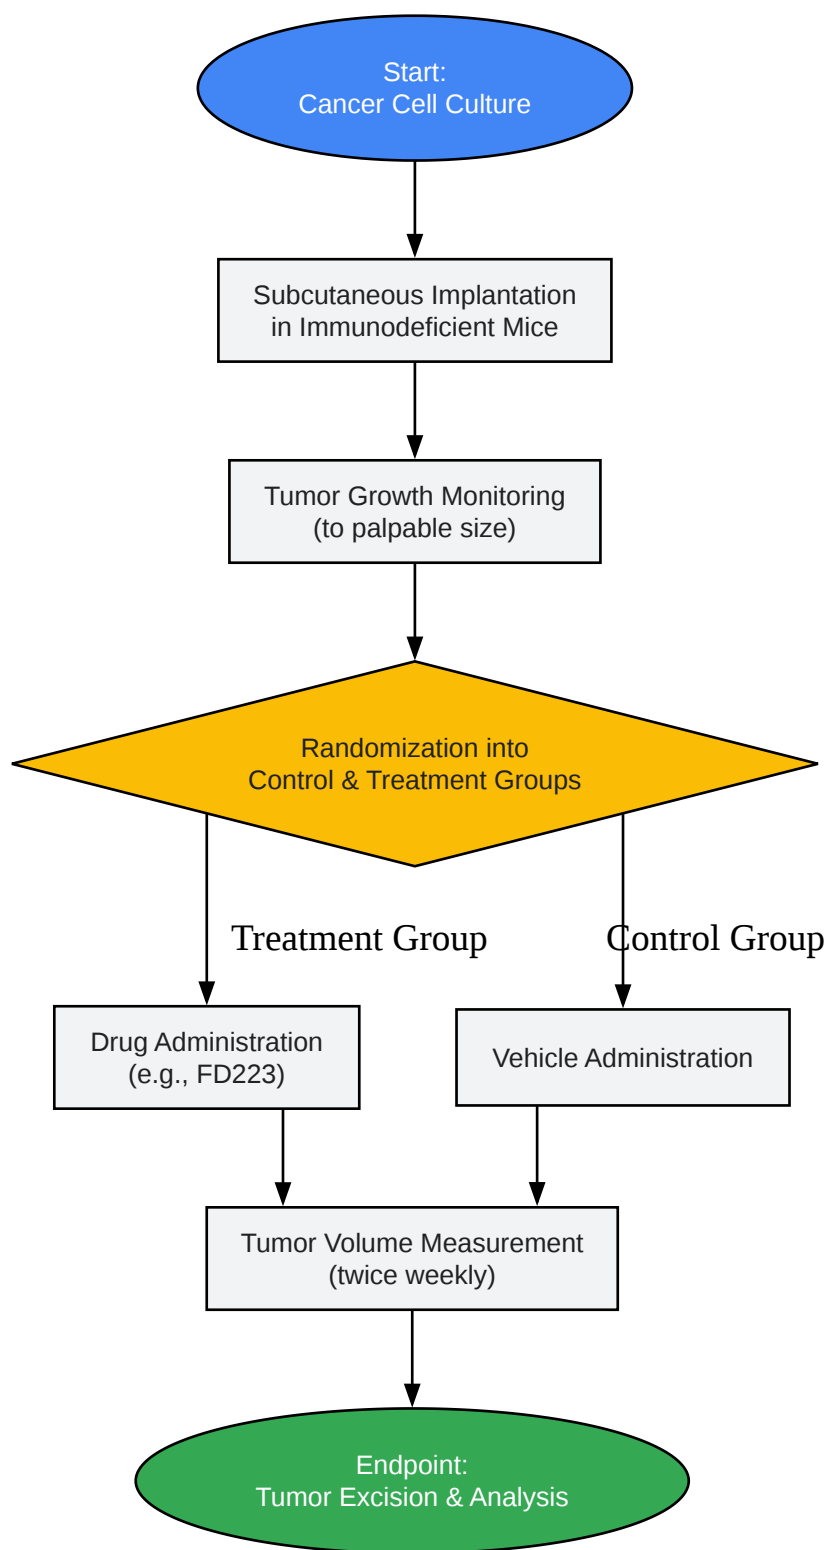 Start:
Cancer Cell Culture
Subcutaneous Implantation
in Immunodeficient Mice
Tumor Growth Monitoring
(to palpable size)
Randomization into
Control & Treatment Groups
Treatment Group
Control Group
Drug Administration
(e.g., FD223)
Vehicle Administration
Tumor Volume Measurement
(twice weekly)
Endpoint:
Tumor Excision & Analysis